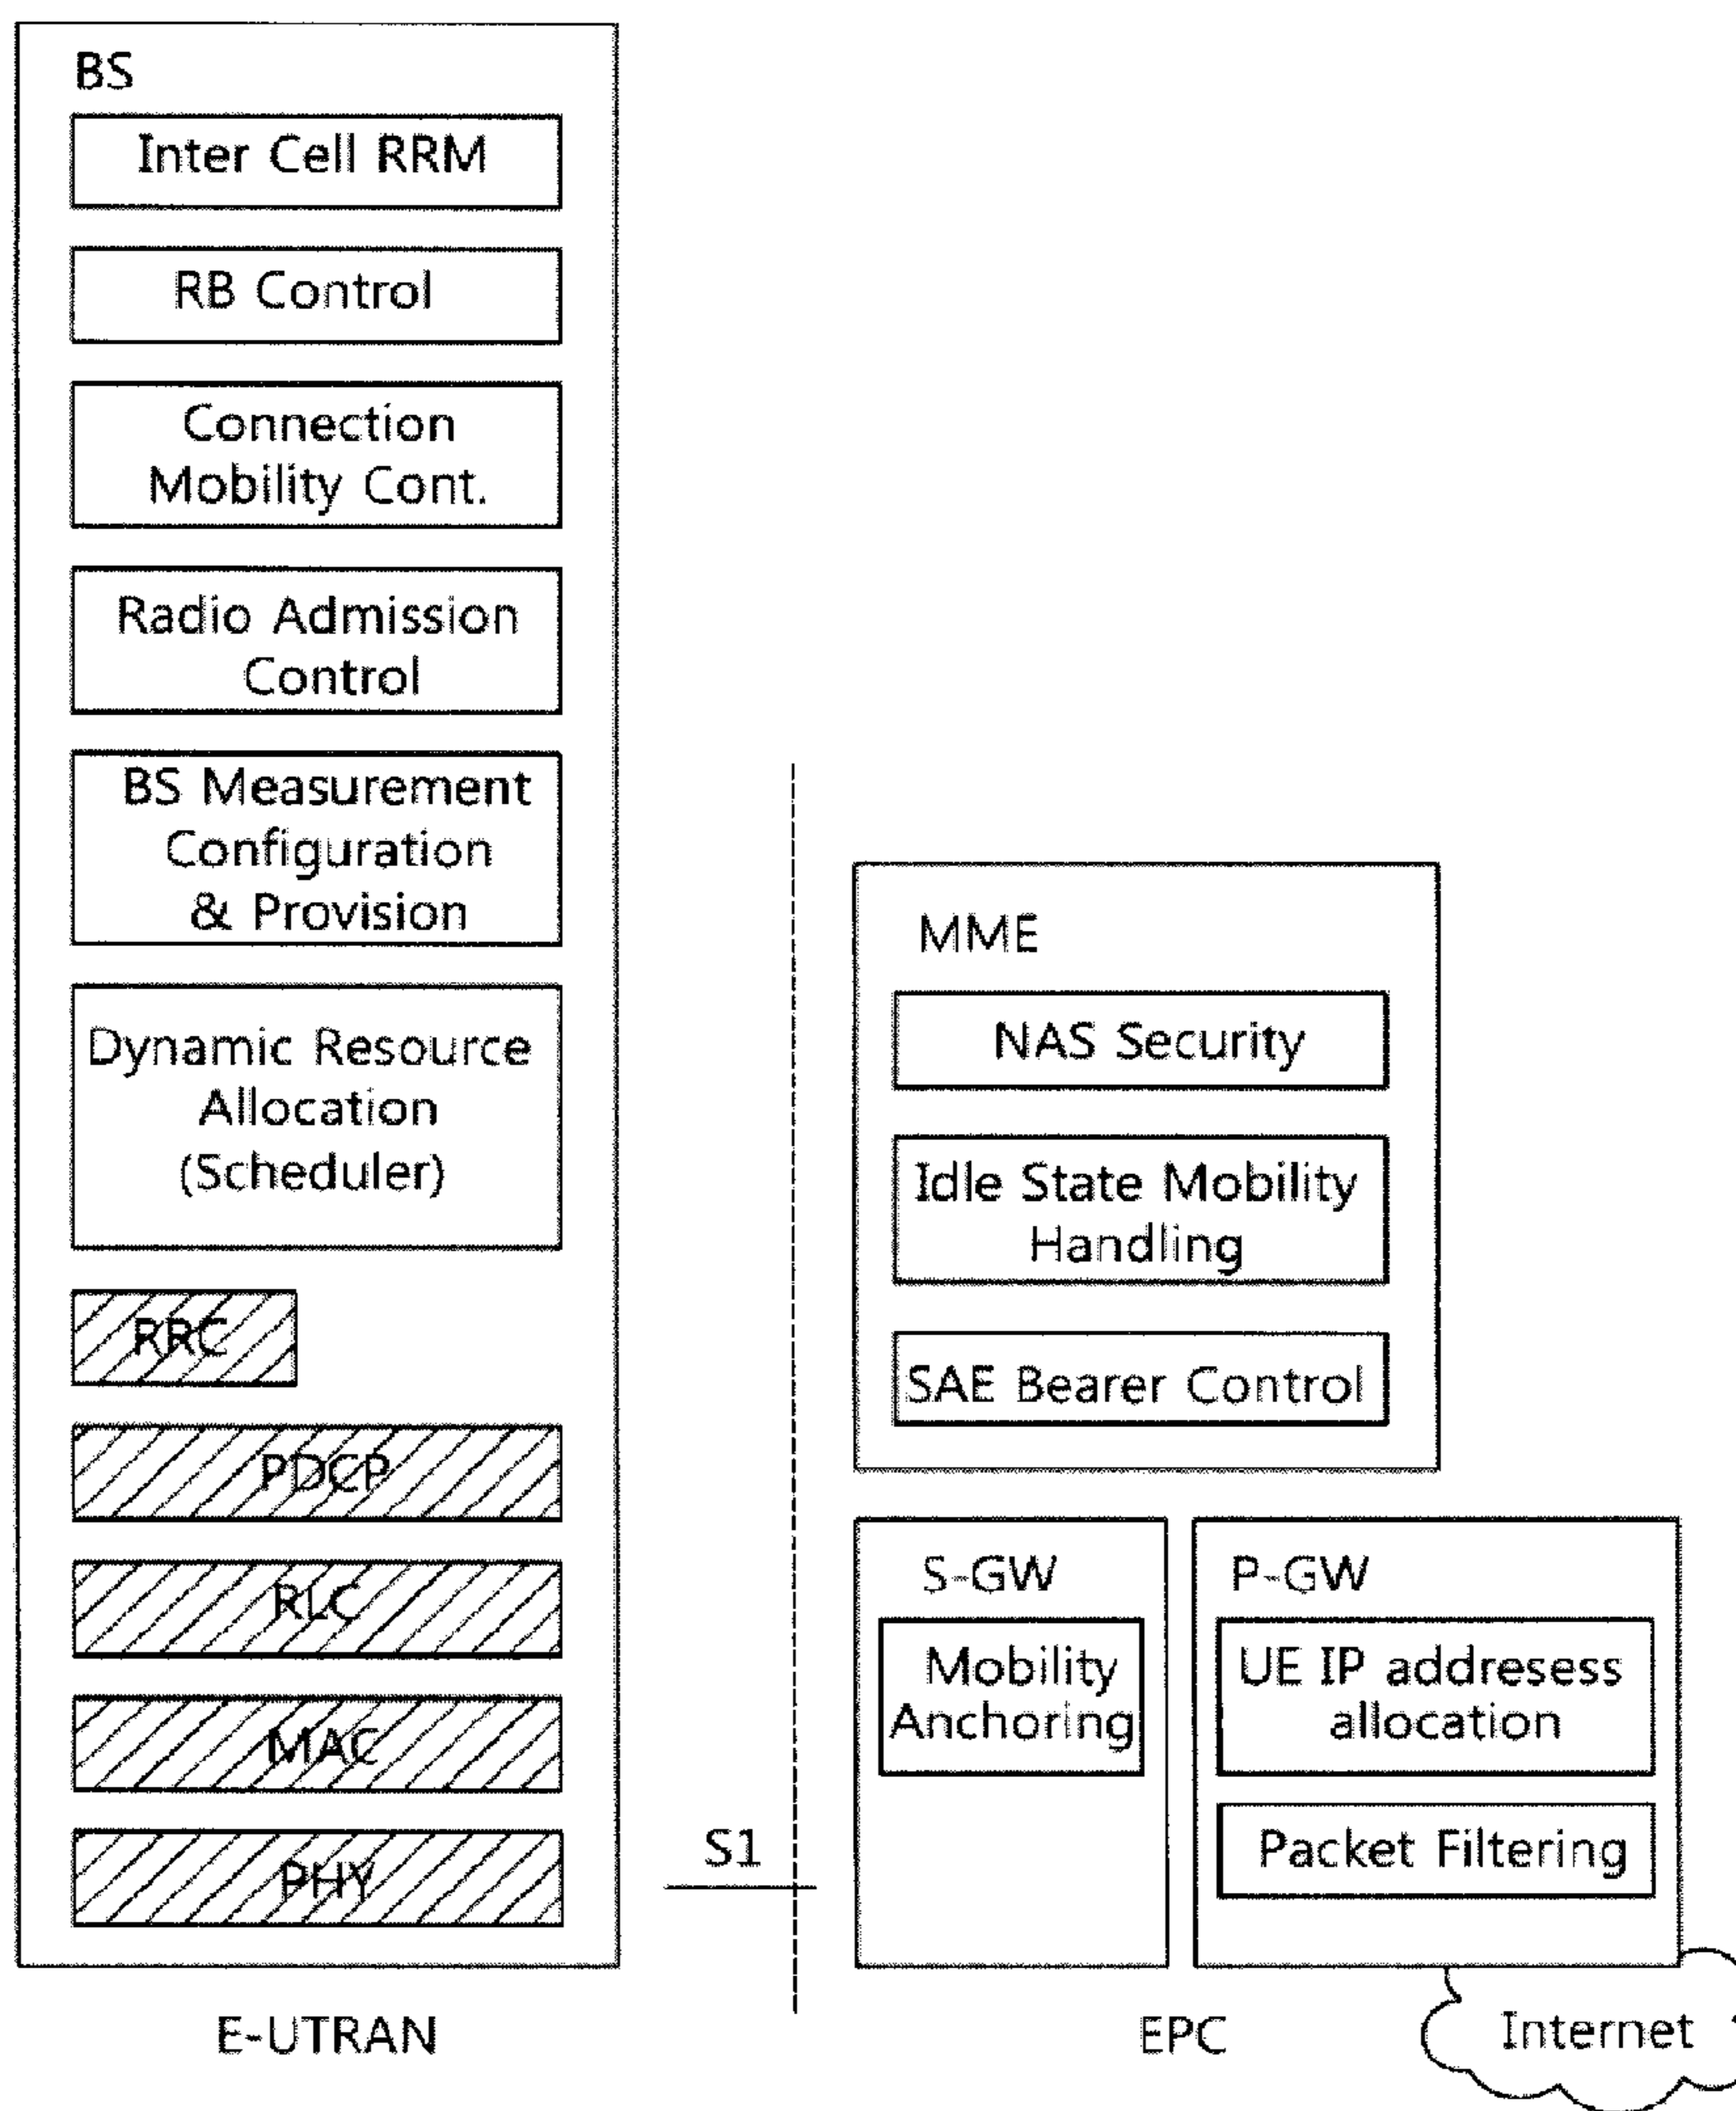 BS
Inter Cell RRM
RB Control
Connection
Mobility Cont.
Radio Admission
Control
BS Measurement
Configuration
& Provision
Dynamic Resource
Allocation
(Scheduler)
RRC
PDCP
RLC
MAC
PHY
E-UTRAN
S1
MME
NAS Security
Idle State Mobility
Handling
SAE Bearer Control
S-GW
Mobility
Anchoring
P-GW
UE IP addresess
allocation
Packet Filtering
EPC
Internet